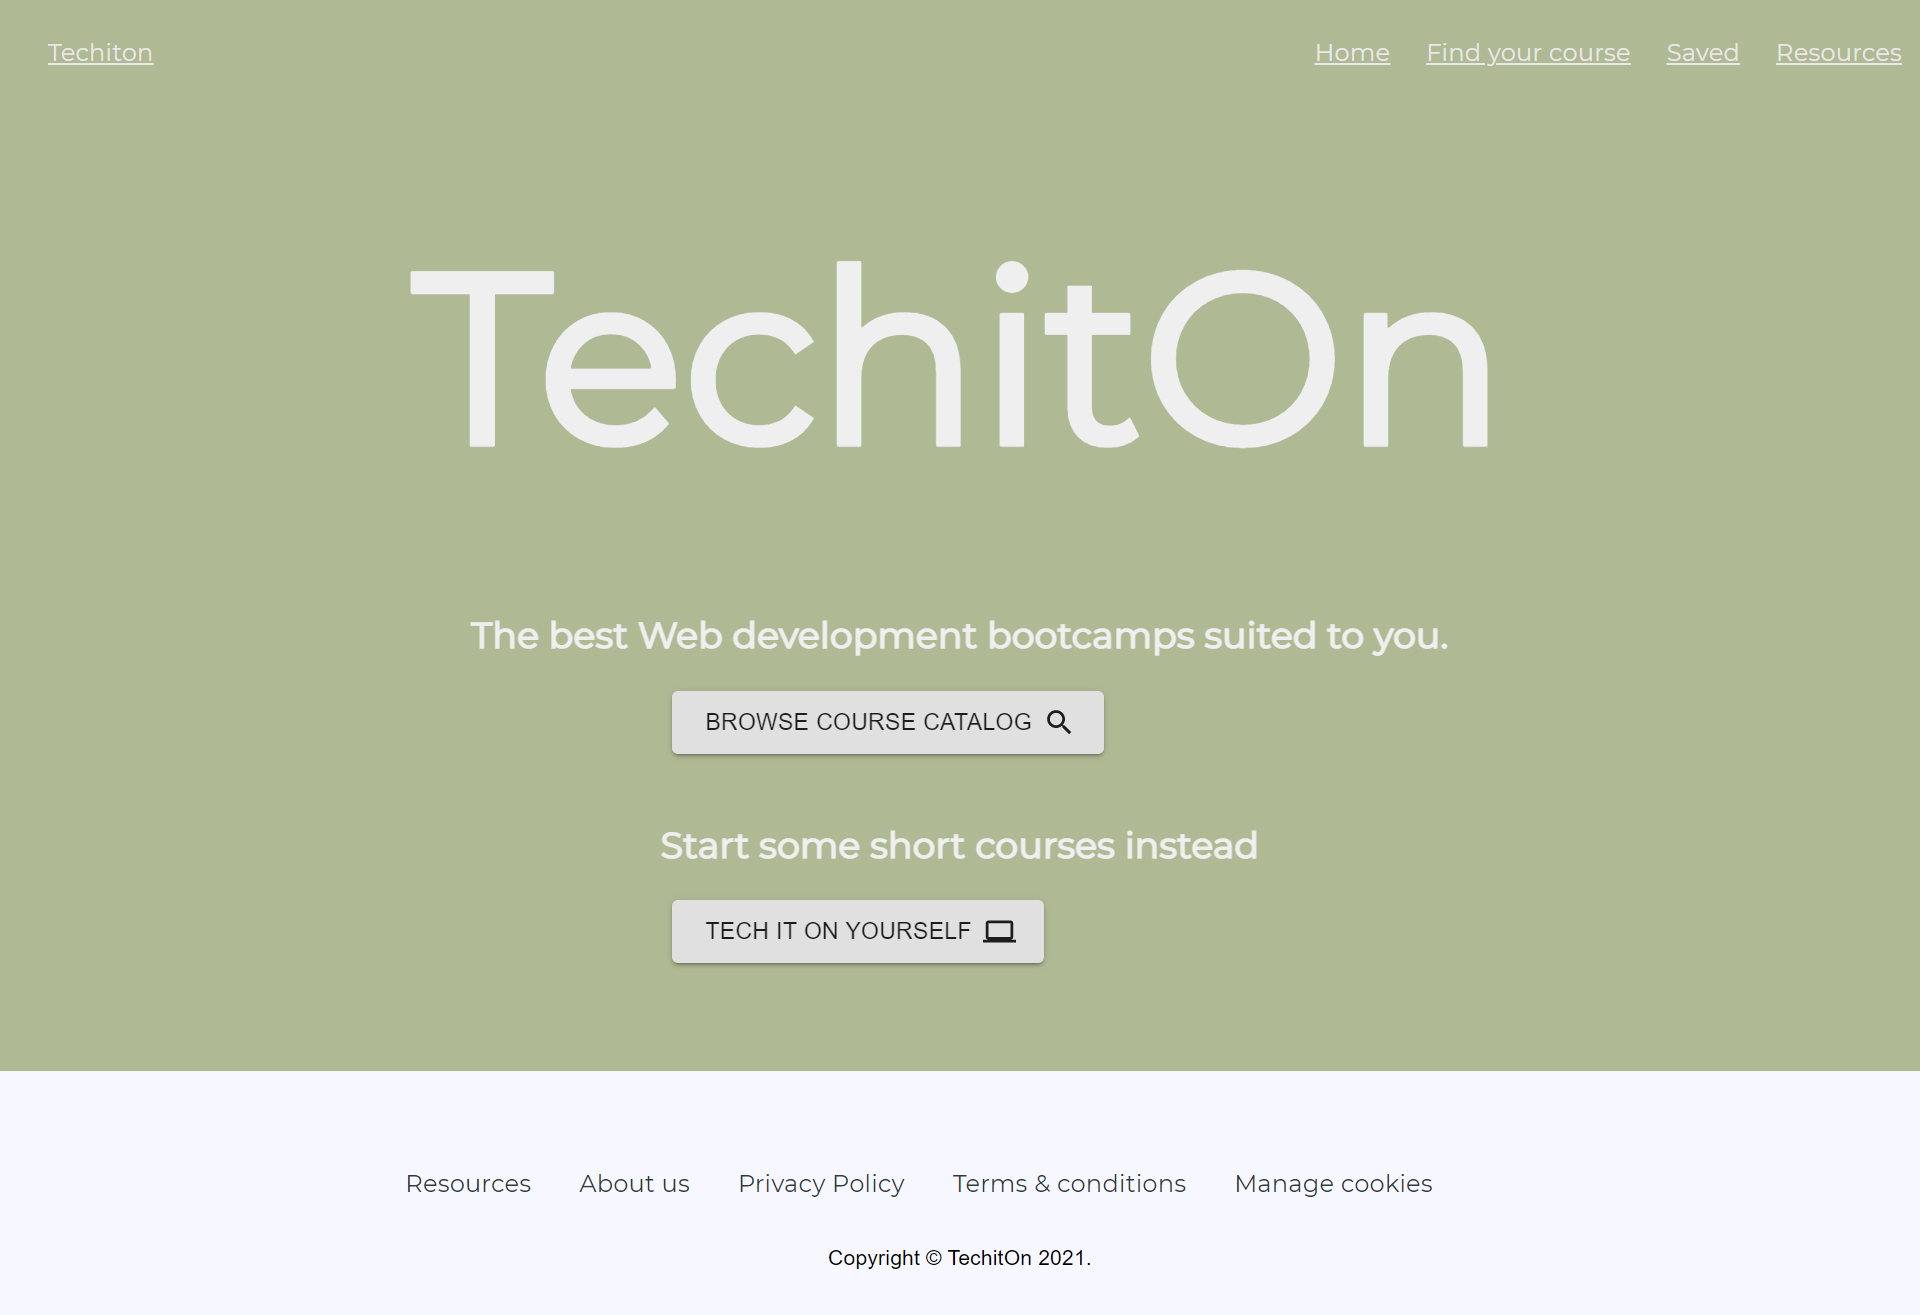 Techiton Home Find your course Saved Resources
TechitOn
The best Web development bootcamps suited to you.
BROWSE COURSE CATALOG
Start some short courses instead
TECH IT ON YOURSELF
Resources About us Privacy Policy Terms & conditions Manage cookies
Copyright © TechitOn 2021.